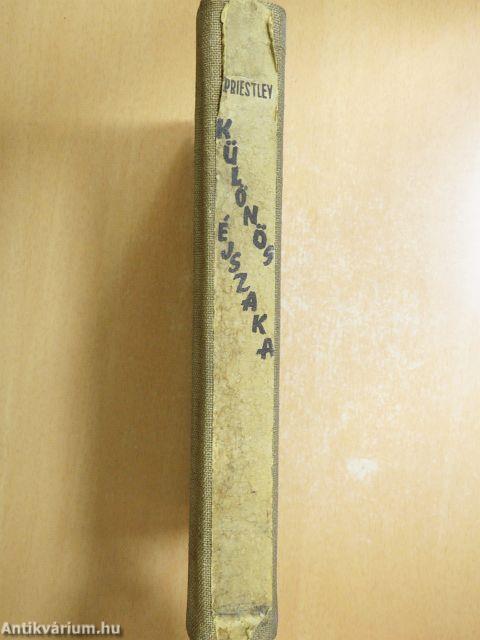 PRIESTLEY
KÜLÖNÖS
ÉJSZAKA
Antikvárium.hu